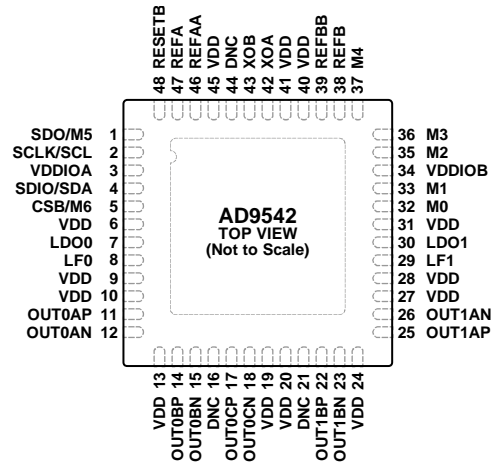 48 RESETB
47 REFA
46 REFAA
45 VDD
44 DNC
43 XOB
42 XOA
41 VDD
40 VDD
39 REFBB
38 REFB
37 M4
SDO/M5 1
SCLK/SCL 2
VDDIOA 3
SDIO/SDA 4
CSB/M6 5
VDD 6
LDO0 7
LF0 8
VDD 9
VDD 10
OUT0AP 11
OUT0AN 12
AD9542
TOP VIEW
(Not to Scale)
36 M3
35 M2
34 VDDIOB
33 M1
32 M0
31 VDD
30 LDO1
29 LF1
28 VDD
27 VDD
26 OUT1AN
25 OUT1AP
VDD 13
OUT0BP 14
OUT0BN 15
DNC 16
OUT0CP 17
OUT0CN 18
VDD 19
VDD 20
DNC 21
OUT1BP 22
OUT1BN 23
VDD 24